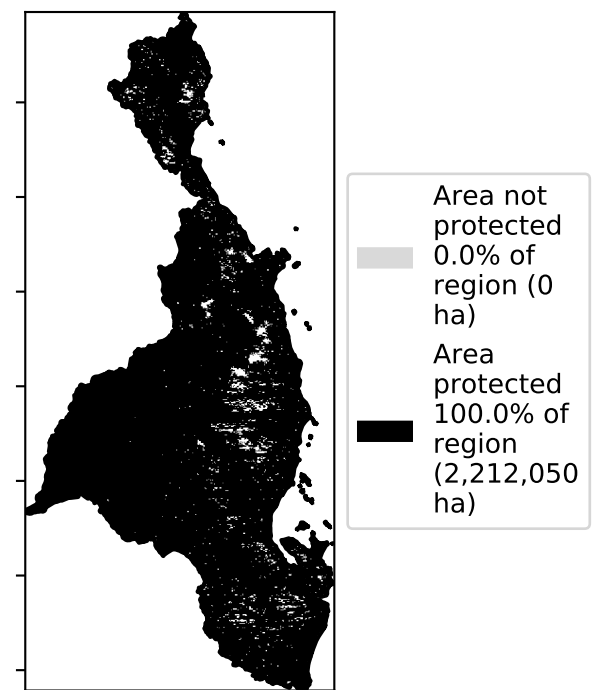 Area not
protected
0.0% of
region (0
ha)
Area
protected
100.0% of
region
(2,212,050
ha)